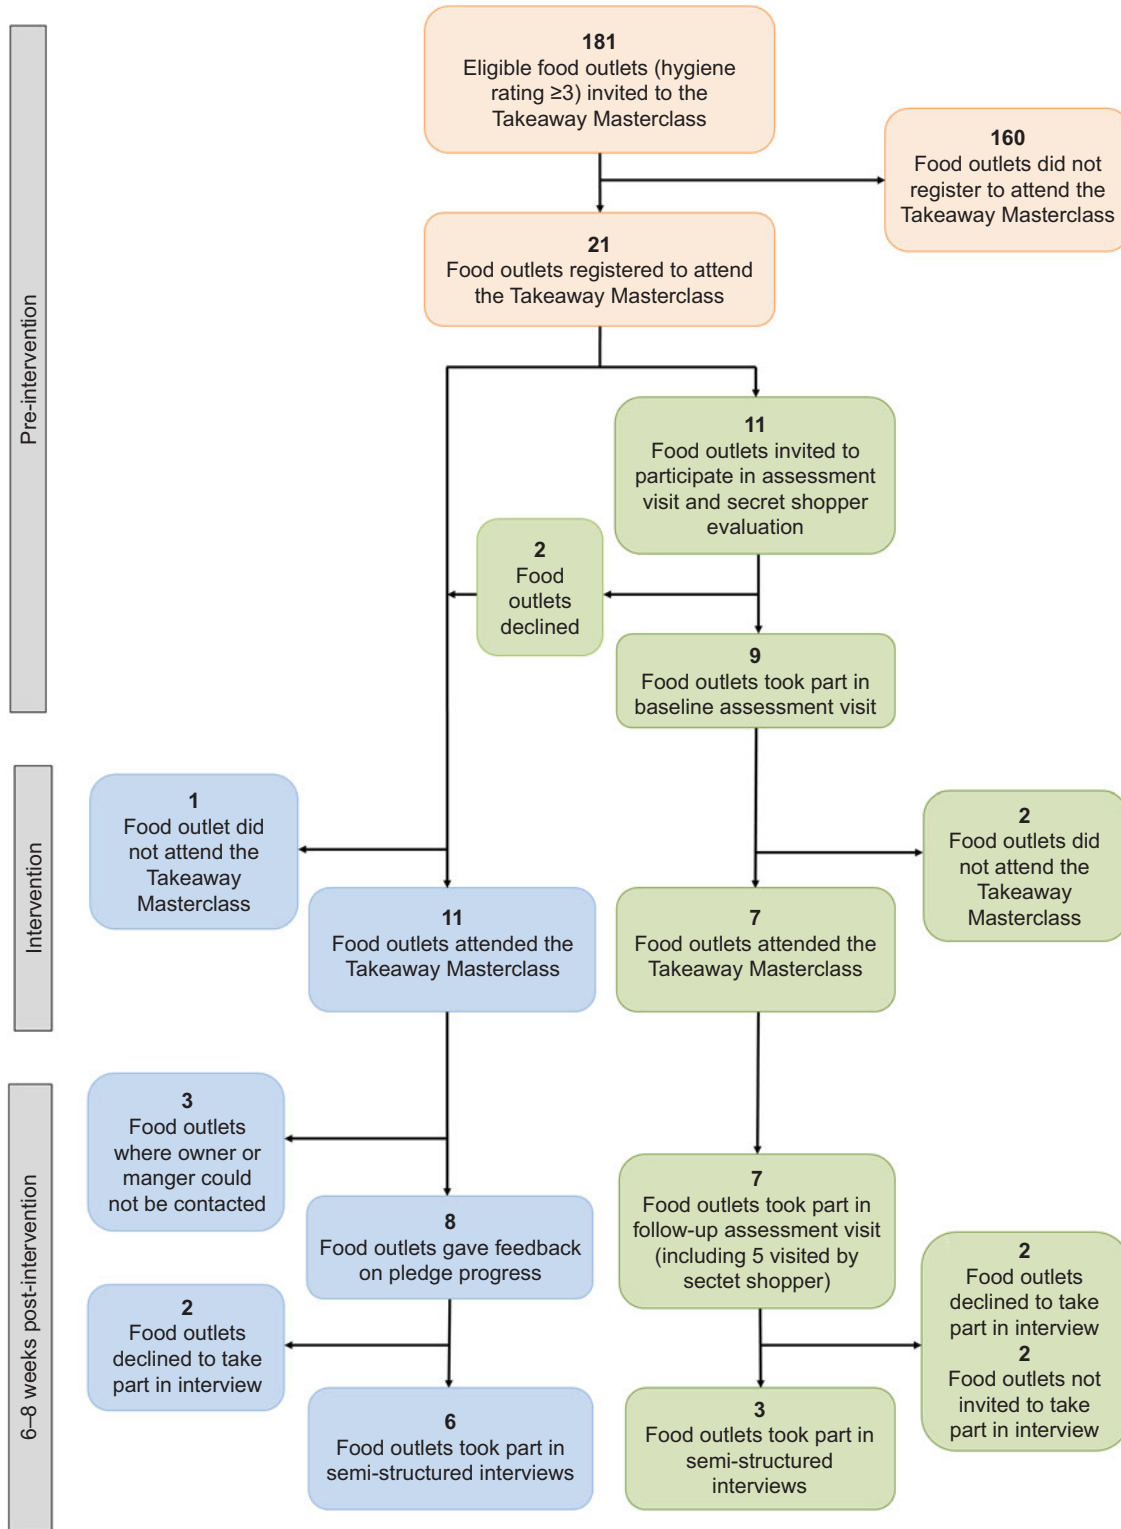 181
Eligible food outlets (hygiene
rating ≥3) invited to the
Takeaway Masterclass
160
Food outlets did not
register to attend the
Takeaway Masterclass
21
Food outlets registered to attend
the Takeaway Masterclass
Pre-intervention
11
Food outlets invited to
participate in assessment
visit and secret shopper
evaluation
2
Food
outlets
declined
9
Food outlets took part in
baseline assessment visit
Intervention
1
Food outlet did
not attend the
Takeaway
Masterclass
2
Food outlets did
not attend the
Takeaway
Masterclass
11
Food outlets attended the
Takeaway Masterclass
7
Food outlets attended the
Takeaway Masterclass
6–8 weeks post-intervention
3
Food outlets
where owner or
manger could
not be contacted
8
Food outlets gave feedback
on pledge progress
7
Food outlets took part in
follow-up assessment visit
(including 5 visited by
sectet shopper)
2
Food outlets
declined to take
part in interview
2
Food outlets
declined to take
part in interview
2
Food outlets not
invited to take
part in interview
6
Food outlets took part in
semi-structured interviews
3
Food outlets took part in
semi-structured
interviews